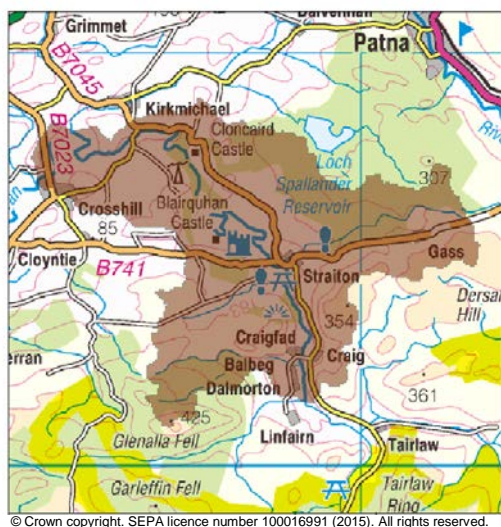 Grimmet
Patna
B7045
Kirkmichael
Cloncaird
Castle
B7023
Loch
Spallander
Reservoir
307
Blairquhan
Castle
Crosshill
85
Gass
Cloyntie
B741
Straiton
Dersal
Hill
Craigfad
354
erran
Balbeg
Craig
Dalmorton
361
425
Linfairn
Glenalla Fell
Tairlaw
Garleffin Fell
Tairlaw
Ring
© Crown copyright. SEPA licence number 100016991 (2015). All rights reserved